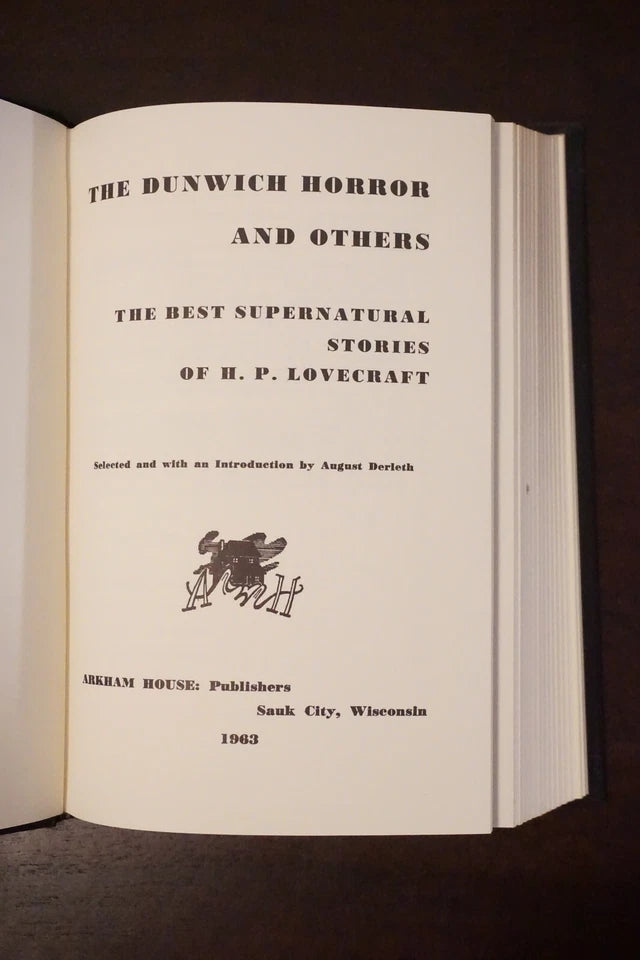 THE DUNWICH HORROR
AND OTHERS
THE BEST SUPERNATURAL
STORIES
OF H. P. LOVECRAFT
Selected and with an Introduction by August Derleth
A H
ARKHAM HOUSE: Publishers
Sauk City, Wisconsin
1963